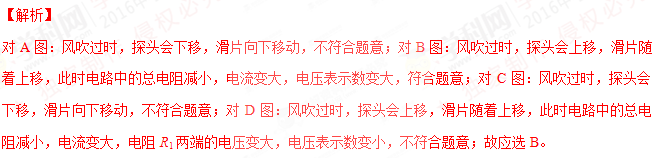 【解析】
对 A 图：风吹过时，探头会下移，滑片向下移动，不符合题意；对 B 图：风吹过时，探头会上移，滑片随
着上移，此时电路中的总电阻减小，电流变大，电压表示数变大，符合题意；对 C 图：风吹过时，探头会
下移，滑片向下移动，不符合题意；对 D 图：风吹过时，探头会上移，滑片随着上移，此时电路中的总电
阻减小，电流变大，电阻 R₁两端的电压变大，电压表示数变小，不符合题意；故应选 B。